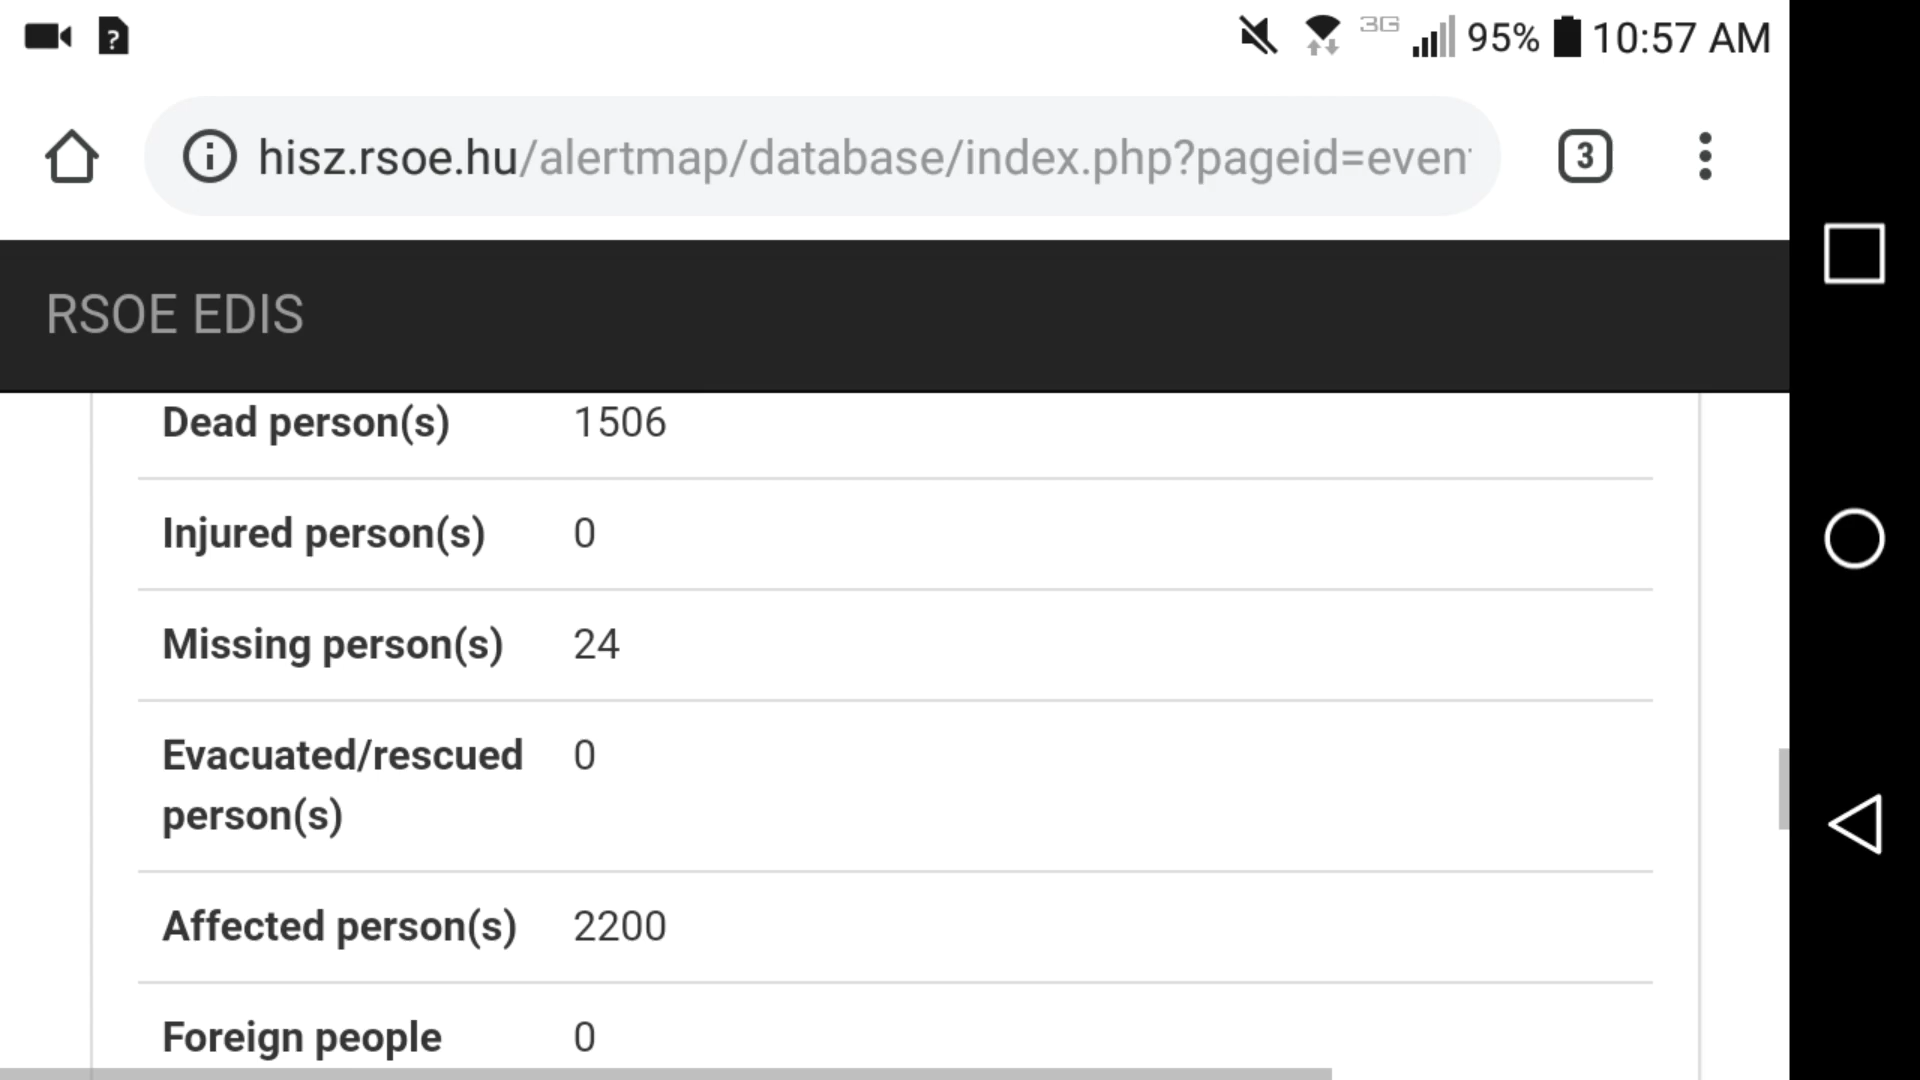 3G 95% 10:57 AM
hisz.rsoe.hu/alertmap/database/index.php?pageid=even
3
RSOE EDIS
Dead person(s) 1506
Injured person(s) 0
Missing person(s) 24
Evacuated/rescued 0
person(s)
Affected person(s) 2200
Foreign people 0